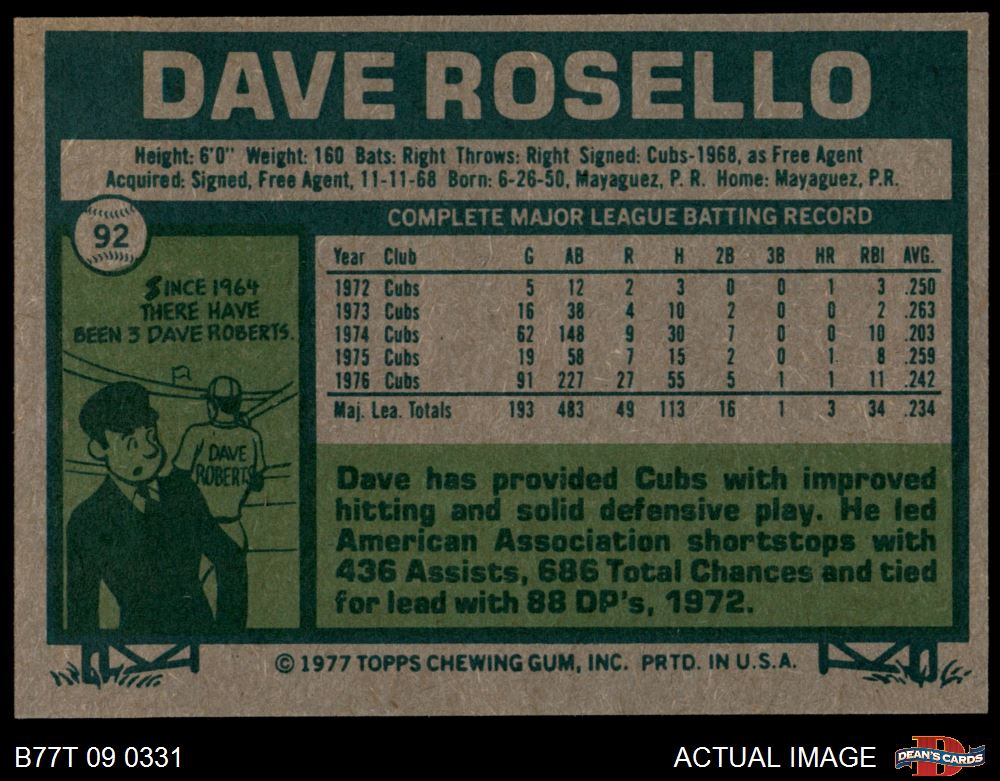 DAVE ROSELLO
Height: 6'0" Weight: 160 Bats: Right Throws: Right Signed: Cubs-1968, as Free Agent
Acquired: Signed, Free Agent, 11-11-68 Born: 6-26-50, Mayaguez, P. R. Home: Mayaguez, P.R.
92
COMPLETE MAJOR LEAGUE BATTING RECORD
Year Club G AB R H 2B 3B HR RBI AVG.
1972 Cubs 5 12 2 3 0 0 1 3 .250
1973 Cubs 16 38 4 10 2 0 0 2 .263
1974 Cubs 62 148 9 30 7 0 0 10 .203
1975 Cubs 19 58 7 15 2 0 1 8 .259
1976 Cubs 91 227 27 55 5 1 1 11 .242
Maj. Lea. Totals 193 483 49 113 16 1 3 34 .234
SINCE 1964
THERE HAVE
BEEN 3 DAVE ROBERTS.
DAVE
ROBERTS
Dave has provided Cubs with improved
hitting and solid defensive play. He led
American Association shortstops with
436 Assists, 686 Total Chances and tied
for lead with 88 DP's, 1972.
© 1977 TOPPS CHEWING GUM, INC. PRTD. IN U.S.A.
B77T 09 0331
ACTUAL IMAGE
D
DEAN'S CARDS